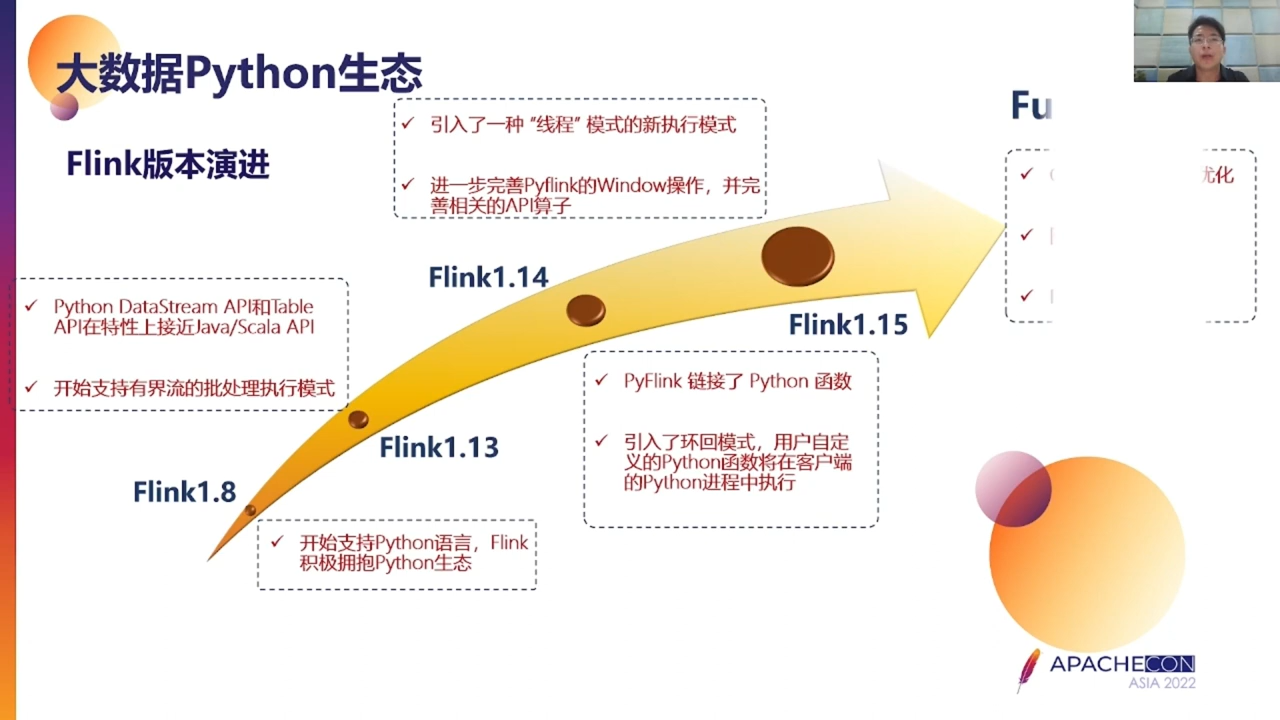 大数据Python生态
Flink版本演进
引入了一种 “线程” 模式的新执行模式
进一步完善Pyflink的Window操作，并完
善相关的API算子
Fu
优化
Python DataStream API和Table
API在特性上接近Java/Scala API
开始支持有界流的批处理执行模式
Flink1.14
Flink1.15
PyFlink 链接了 Python 函数
引入了环回模式，用户自定
义的Python函数将在客户端
的Python进程中执行
Flink1.13
Flink1.8
开始支持Python语言，Flink
积极拥抱Python生态
APACHECON
ASIA 2022